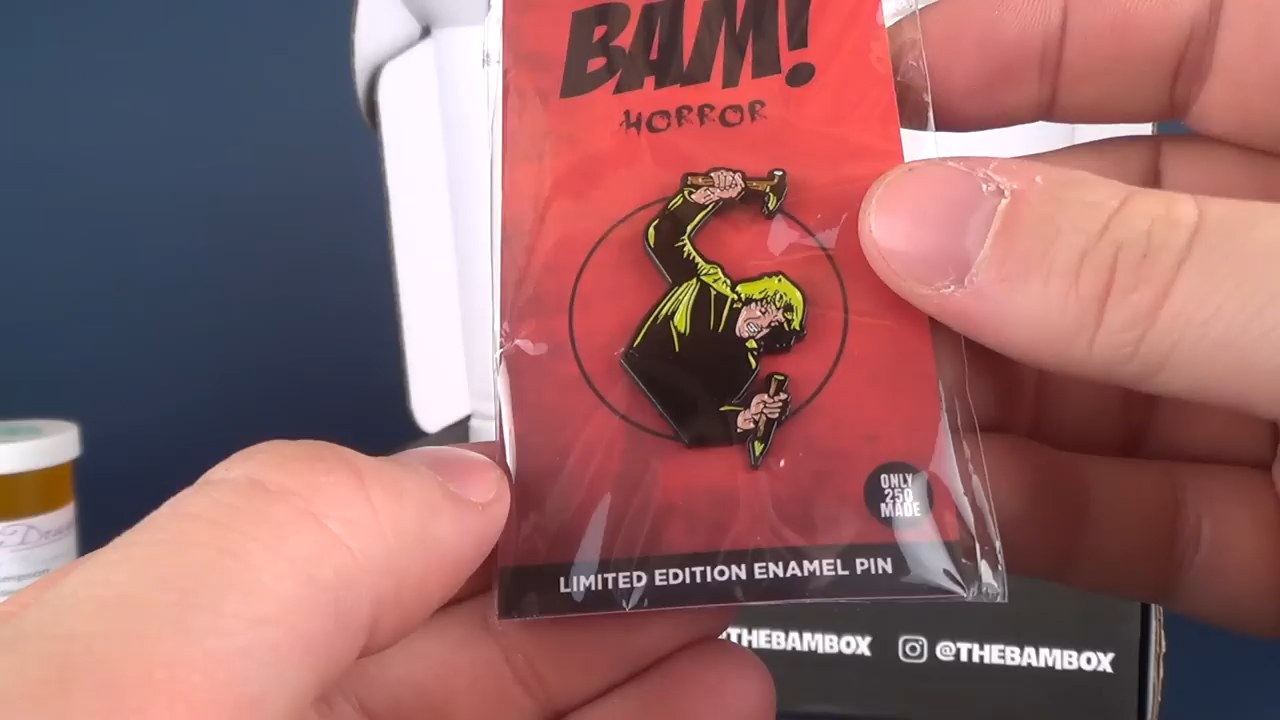 BAM!
HORROR
ONLY
250
MADE
LIMITED EDITION ENAMEL PIN
THEBAMBOX @THEBAMBOX